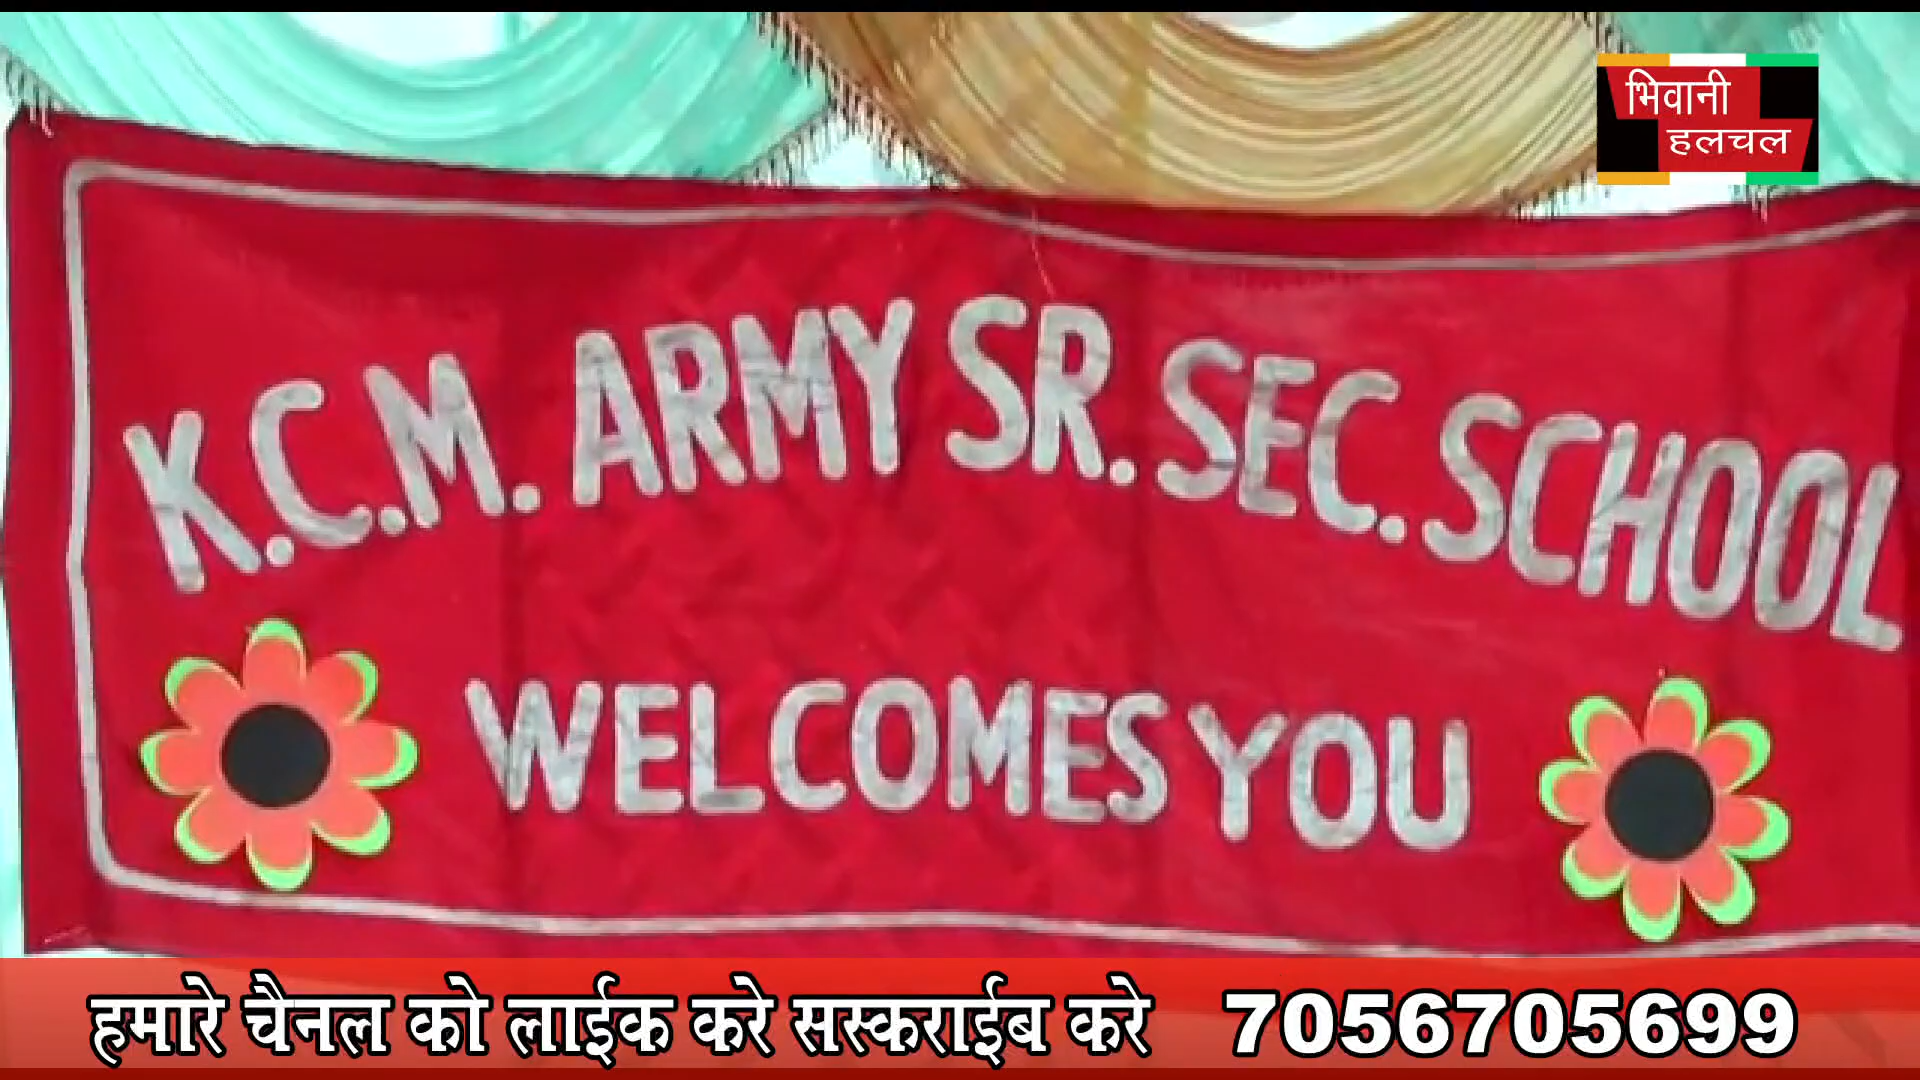 भिवानी
हलचल
K.C.M. ARMY SR. SEC. SCHOOL
WELCOMES YOU
हमारे चैनल को लाईक करे सस्कराईब करे 7056705699